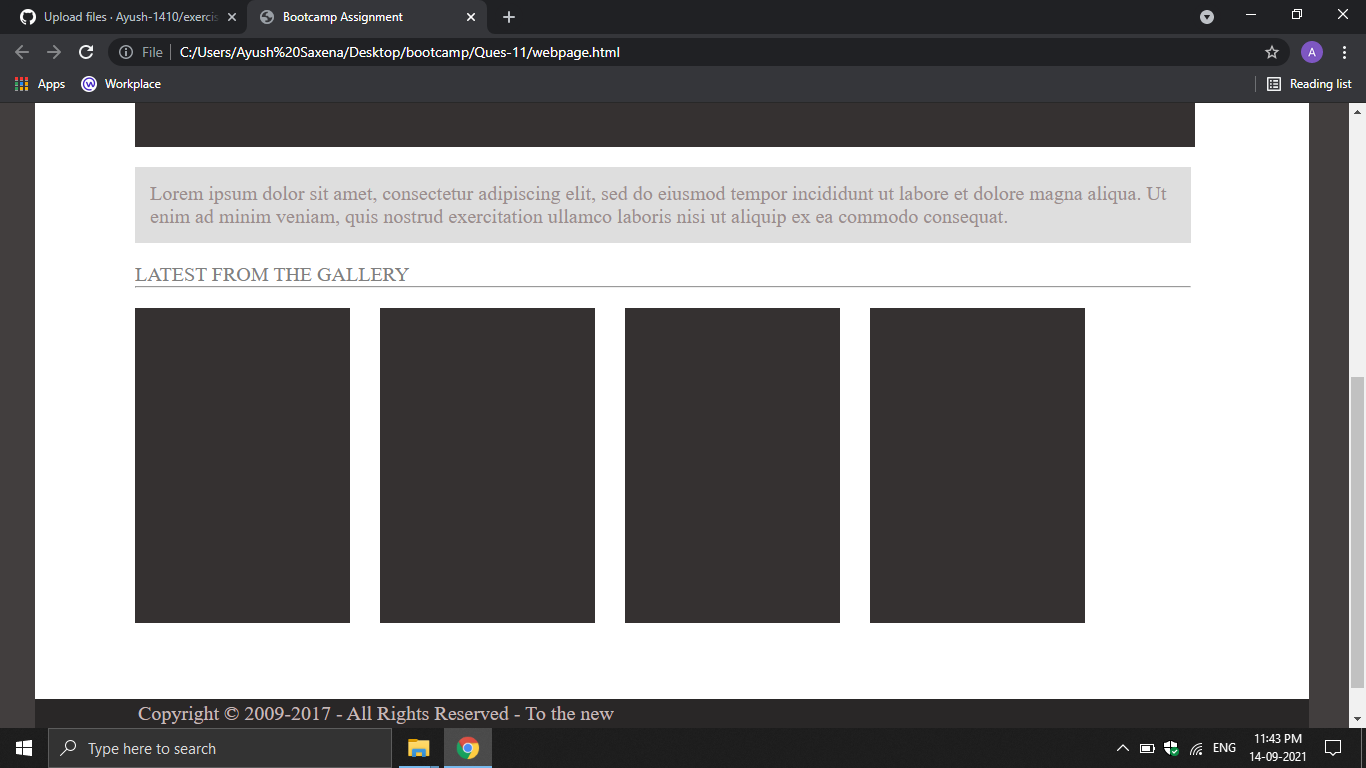 Upload files · Ayush-1410/exercis
Bootcamp Assignment
File
C:/Users/Ayush%20Saxena/Desktop/bootcamp/Ques-11/webpage.html
A
Apps
Workplace
Reading list
Lorem ipsum dolor sit amet, consectetur adipiscing elit, sed do eiusmod tempor incididunt ut labore et dolore magna aliqua. Ut
enim ad minim veniam, quis nostrud exercitation ullamco laboris nisi ut aliquip ex ea commodo consequat.
LATEST FROM THE GALLERY
Copyright © 2009-2017 - All Rights Reserved - To the new
Type here to search
ENG
11:43 PM
14-09-2021